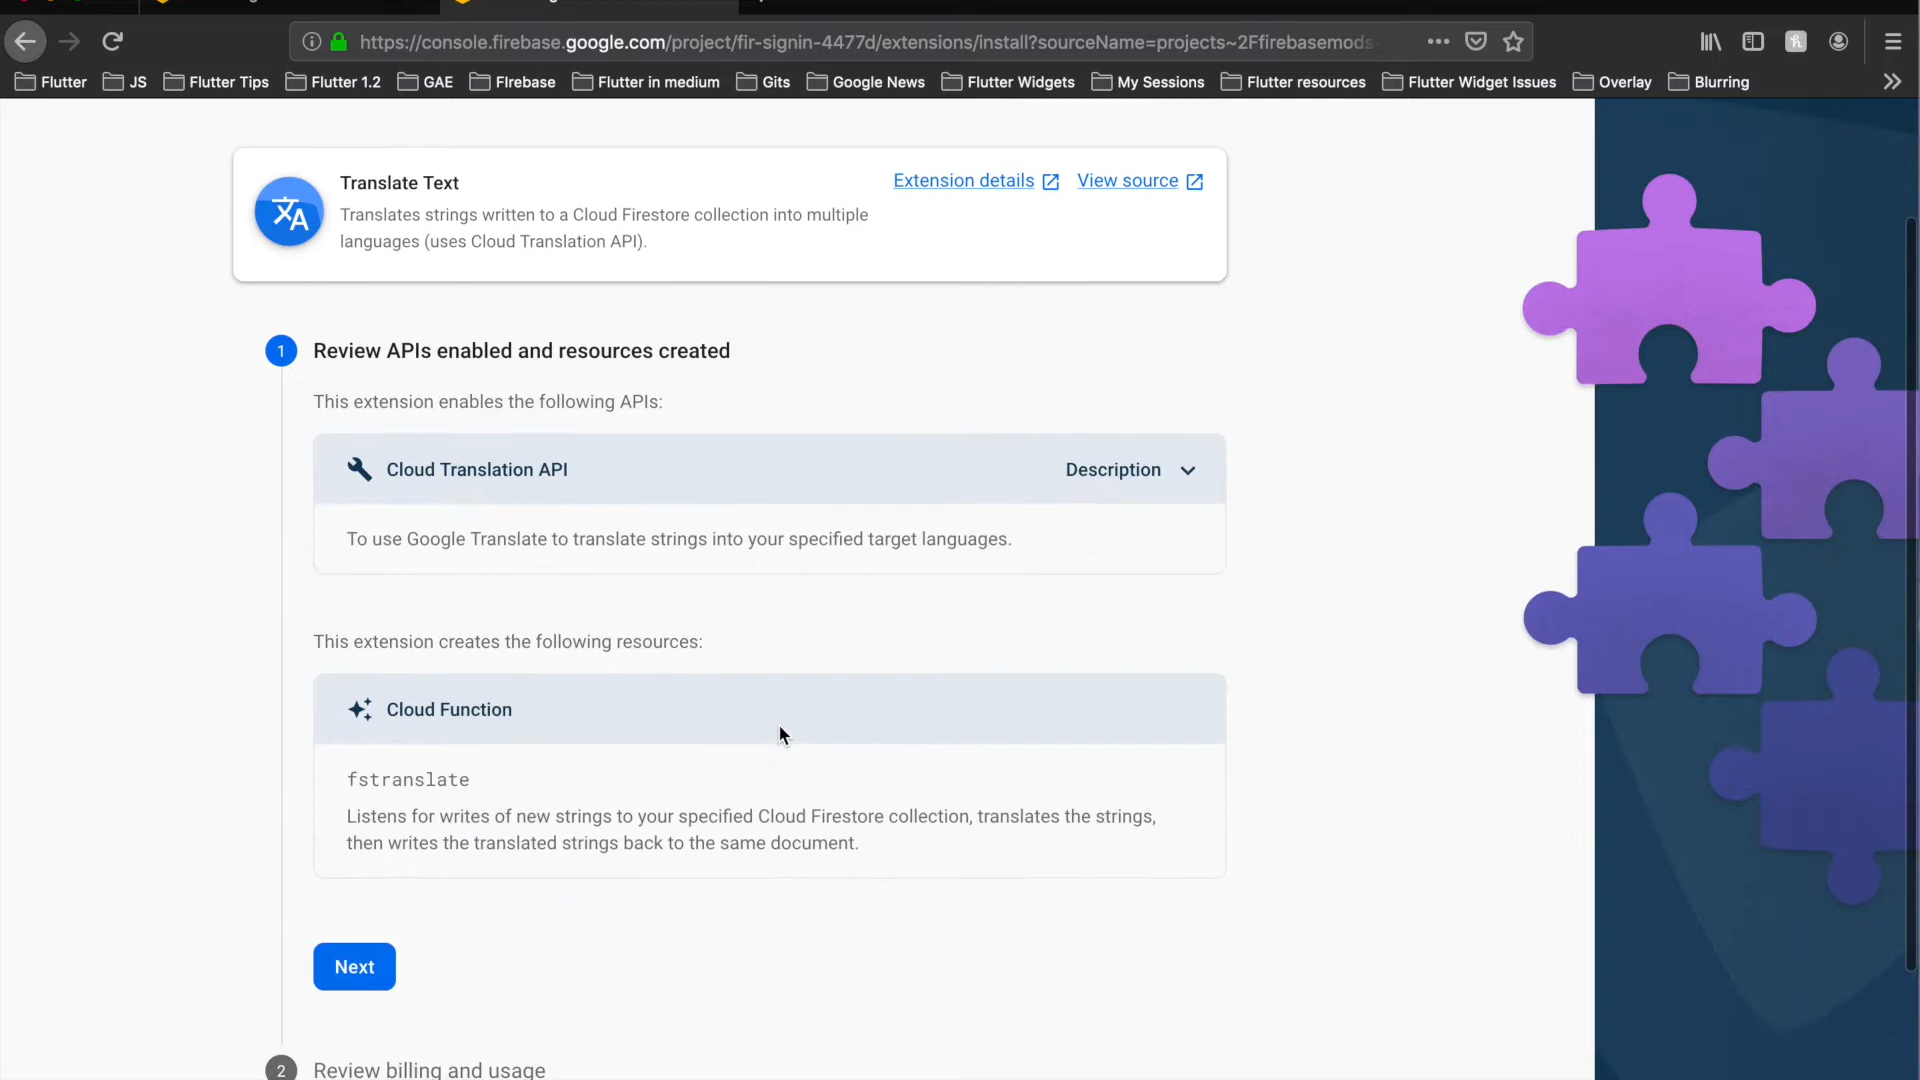 https://console.firebase.google.com/project/fir-signin-4477d/extensions/install?sourceName=projects~2Ffirebasemods
Flutter JS Flutter Tips Flutter 1.2 GAE FIrebase Flutter in medium Gits Google News Flutter Widgets My Sessions Flutter resources Flutter Widget Issues Overlay Blurring
Translate Text
Extension details View source
Translates strings written to a Cloud Firestore collection into multiple
languages (uses Cloud Translation API).
1 Review APIs enabled and resources created
This extension enables the following APIs:
Cloud Translation API Description
To use Google Translate to translate strings into your specified target languages.
This extension creates the following resources:
Cloud Function
fstranslate
Listens for writes of new strings to your specified Cloud Firestore collection, translates the strings,
then writes the translated strings back to the same document.
Next
2 Review billing and usage